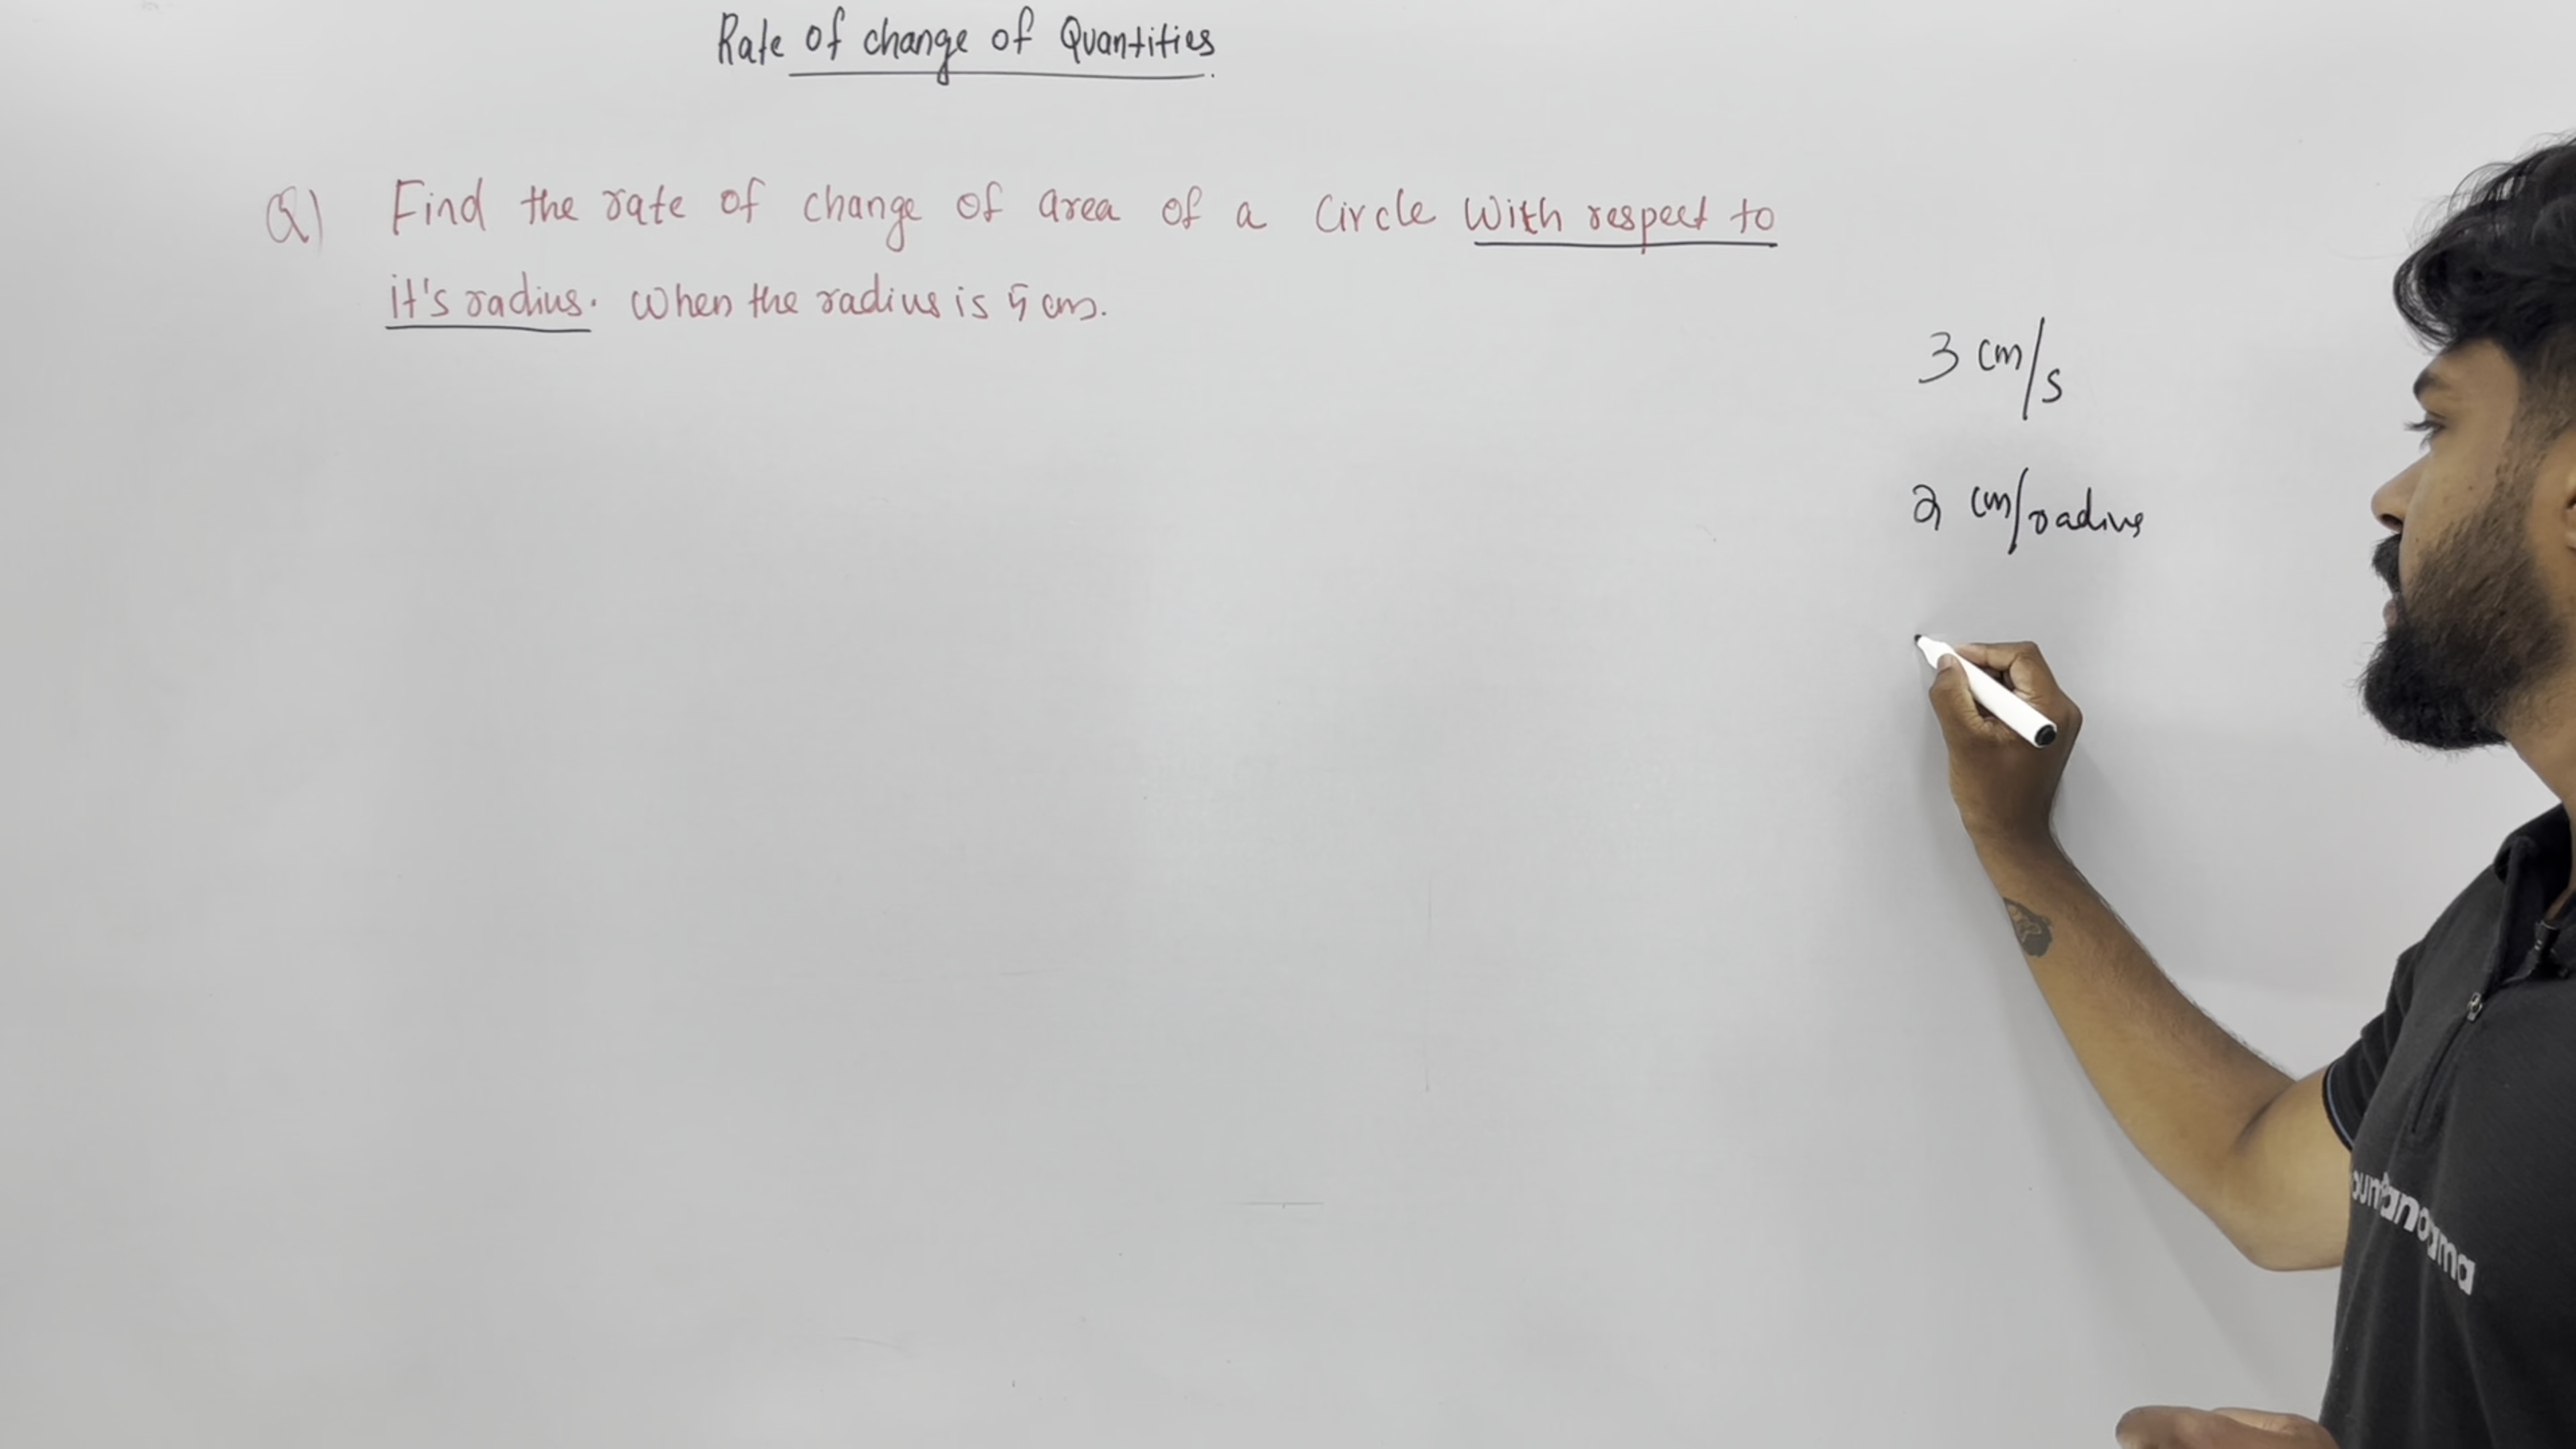 Rate of change of Quantities.
Q) Find the rate of change of area of a circle with respect to
it's radius. When the radius is 5 cm.
3 cm/s
2 cm/radius